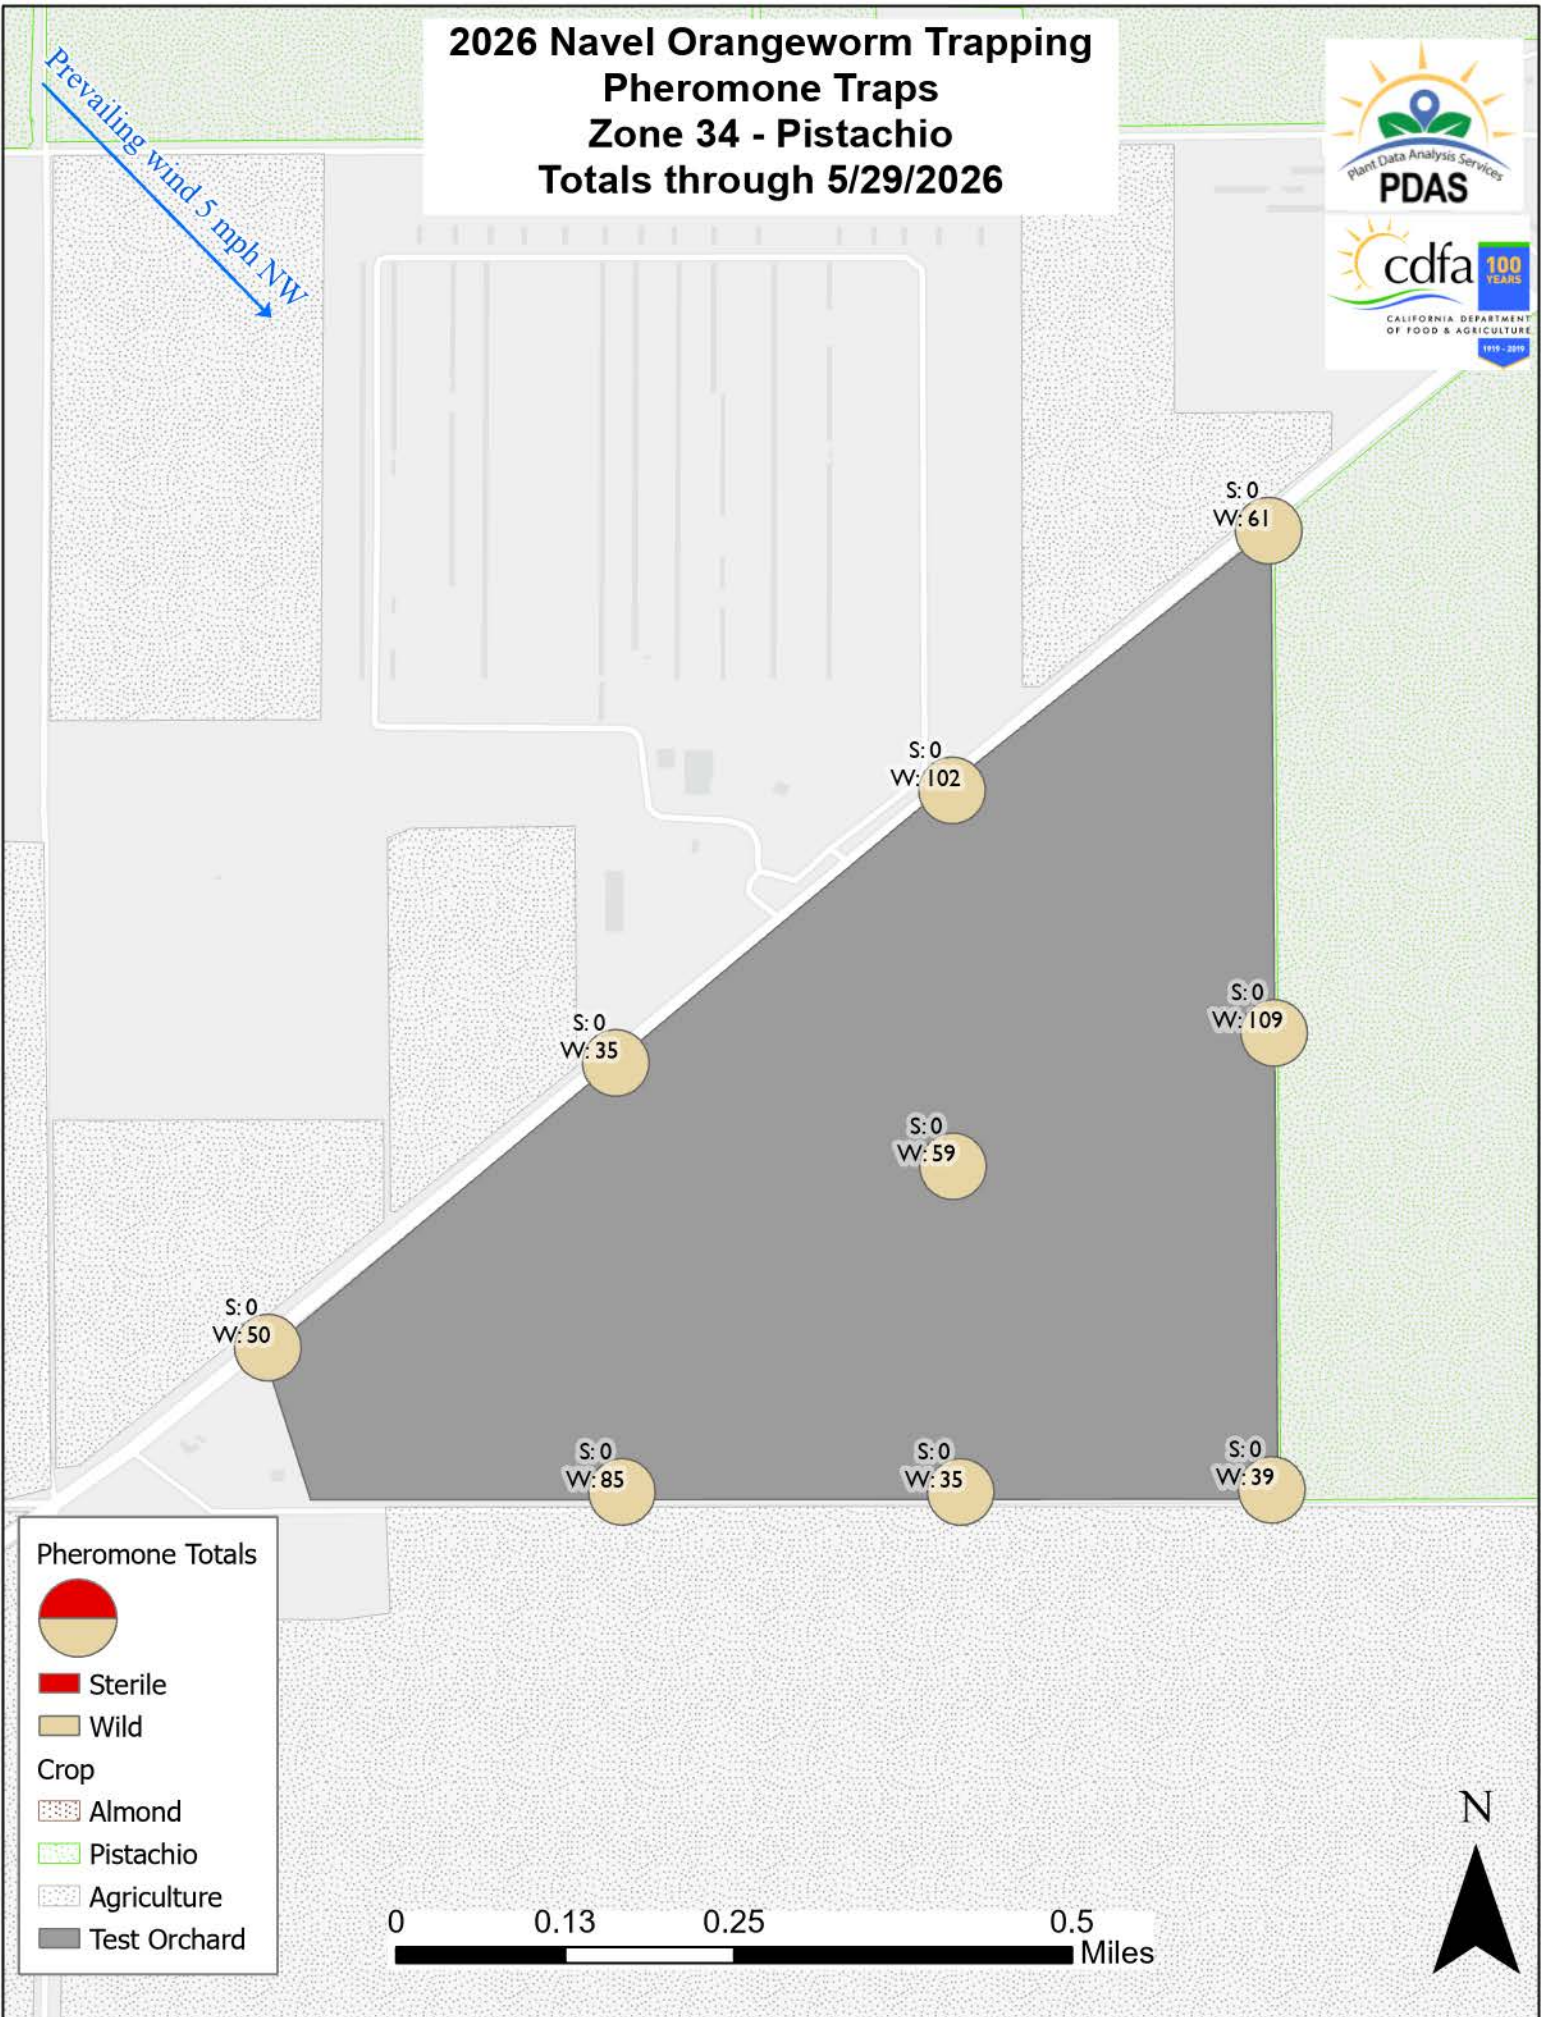 2026 Navel Orangeworm Trapping
Pheromone Traps
Zone 34 - Pistachio
Totals through 5/29/2026
Prevailing wind 5 mph NW
Plant Data Analysis Services
PDAS
cdfa
100
YEARS
CALIFORNIA DEPARTMENT
OF FOOD & AGRICULTURE
1919 - 2019
S: 0
W: 61
S: 0
W: 102
S: 0
W: 109
S: 0
W: 35
S: 0
W: 59
S: 0
W: 50
S: 0
W: 85
S: 0
W: 35
S: 0
W: 39
Pheromone Totals
Sterile
Wild
Crop
Almond
Pistachio
Agriculture
Test Orchard
0 0.13 0.25 0.5
Miles
N